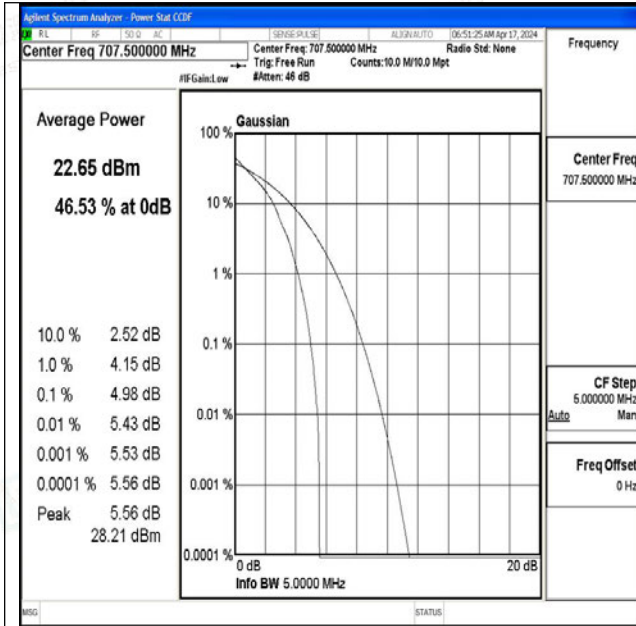 Agilent Spectrum Analyzer - Power Stat CCDF
RL RF 50 Ω AC SENSE:PULSE ALIGNAUTO 06:51:25 AM Apr 17, 2024
Center Freq 707.500000 MHz
Center Freq: 707.500000 MHz Radio Std: None
Trig: Free Run Counts:10.0 M/10.0 Mpt
#IFGain:Low #Atten: 46 dB
Frequency
Average Power
22.65 dBm
46.53 % at 0dB
10.0 % 2.52 dB
1.0 % 4.15 dB
0.1 % 4.98 dB
0.01 % 5.43 dB
0.001 % 5.53 dB
0.0001 % 5.56 dB
Peak 5.56 dB
28.21 dBm
Gaussian
100 %
10 %
1 %
0.1 %
0.01 %
0.001 %
0.0001 %
0 dB 20 dB
Info BW 5.0000 MHz
Center Freq
707.500000 MHz
CF Step
5.000000 MHz
Auto Man
Freq Offset
0 Hz
MSG STATUS